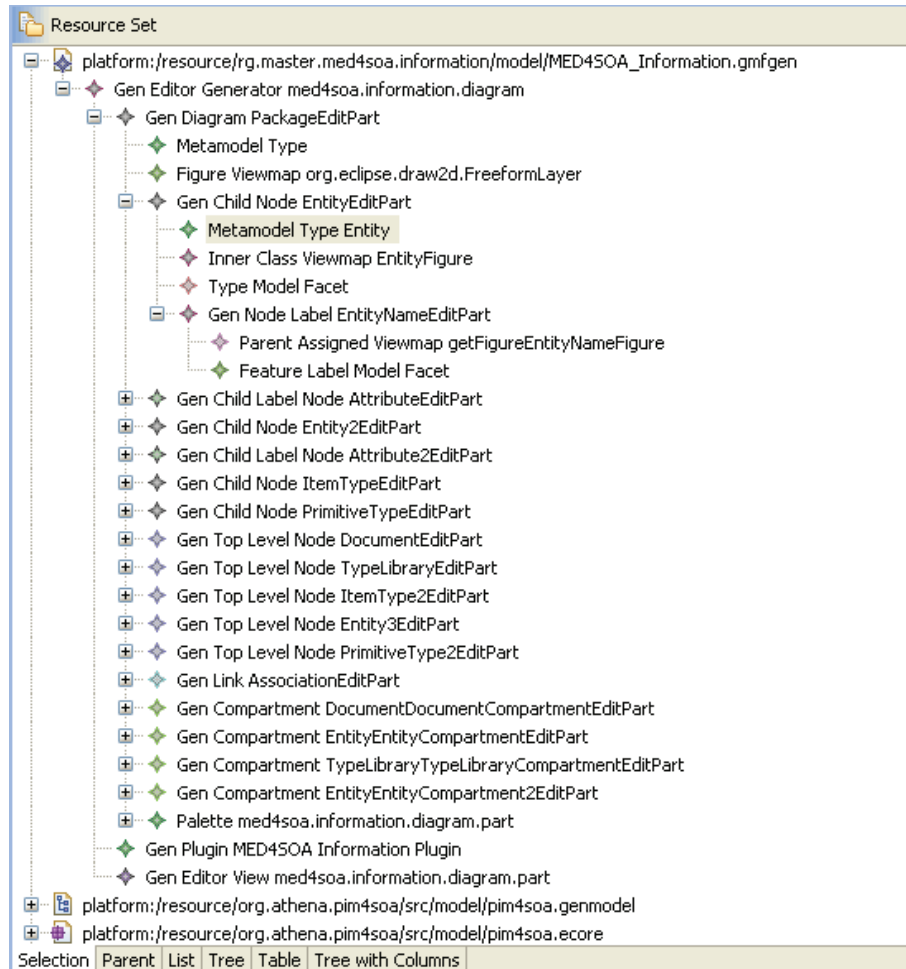 Resource Set
platform:/resource/rg.master.med4soa.information/model/MED4SOA_Information.gmfgen
Gen Editor Generator med4soa.information.diagram
Gen Diagram PackageEditPart
Metamodel Type
Figure Viewmap org.eclipse.draw2d.FreeformLayer
Gen Child Node EntityEditPart
Metamodel Type Entity
Inner Class Viewmap EntityFigure
Type Model Facet
Gen Node Label EntityNameEditPart
Parent Assigned Viewmap getFigureEntityNameFigure
Feature Label Model Facet
Gen Child Label Node AttributeEditPart
Gen Child Node Entity2EditPart
Gen Child Label Node Attribute2EditPart
Gen Child Node ItemTypeEditPart
Gen Child Node PrimitiveTypeEditPart
Gen Top Level Node DocumentEditPart
Gen Top Level Node TypeLibraryEditPart
Gen Top Level Node ItemType2EditPart
Gen Top Level Node Entity3EditPart
Gen Top Level Node PrimitiveType2EditPart
Gen Link AssociationEditPart
Gen Compartment DocumentDocumentCompartmentEditPart
Gen Compartment EntityEntityCompartmentEditPart
Gen Compartment TypeLibraryTypeLibraryCompartmentEditPart
Gen Compartment EntityEntityCompartment2EditPart
Palette med4soa.information.diagram.part
Gen Plugin MED4SOA Information Plugin
Gen Editor View med4soa.information.diagram.part
platform:/resource/org.athena.pim4soa/src/model/pim4soa.genmodel
platform:/resource/org.athena.pim4soa/src/model/pim4soa.ecore
Selection Parent List Tree Table Tree with Columns